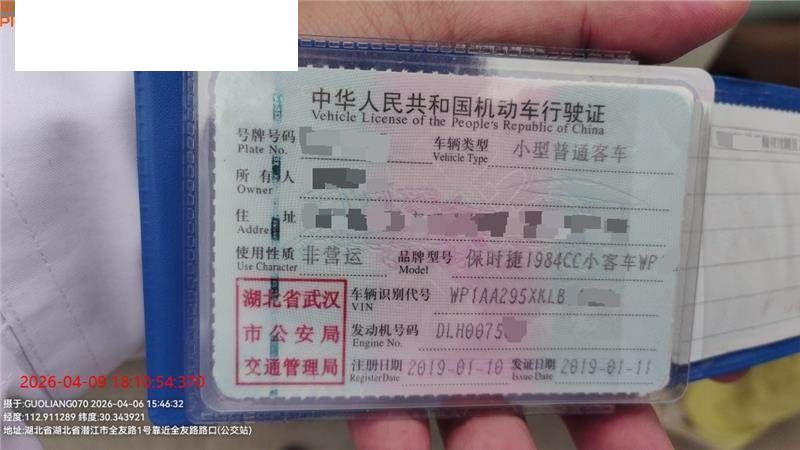 中华人民共和国机动车行驶证
Vehicle License of the People's Republic of China
号牌号码
Plate No.
车辆类型 小型普通客车
Vehicle Type
所有人
Owner
住址
Address
使用性质 非营运
Use Character
品牌型号 保时捷1984CC小客车WP
Model
湖北省武汉
市公安局
交通管理局
车辆识别代号 WP1AA295XKLB
VIN
发动机号码 DLH0075
Engine No.
注册日期 2019-01-10
Register Date
发证日期 2019-01-11
Issue Date
2026-04-09 18:10:54:370
摄于:GUOLIANG070 2026-04-06 15:46:32
经度:112.911289 纬度:30.343921
地址:湖北省湖北省潜江市全友路1号靠近全友路路口(公交站)